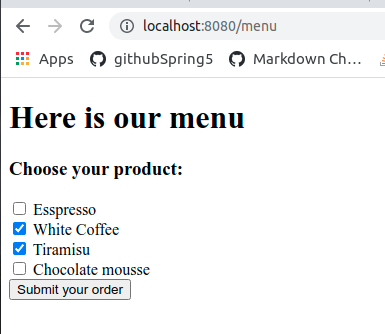 localhost:8080/menu
Apps githubSpring5 Markdown Ch...
Here is our menu
Choose your product:
Esspresso
White Coffee
Tiramisu
Chocolate mousse
Submit your order